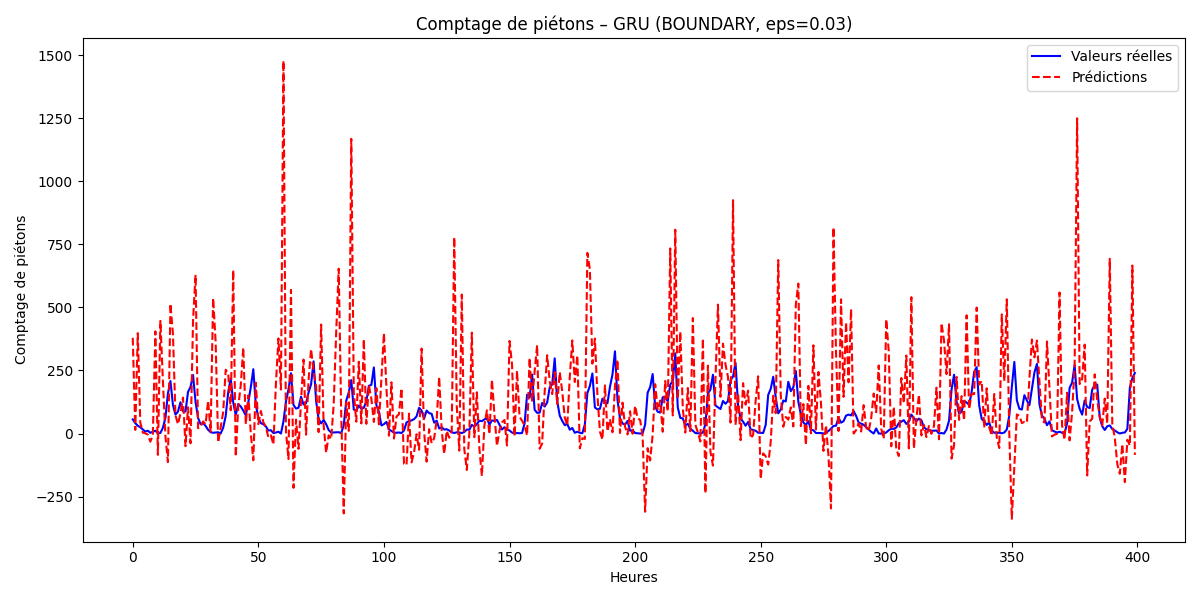 Comptage de piétons – GRU (BOUNDARY, eps=0.03)
Valeurs réelles
Prédictions
1500
1250
1000
750
500
250
0
−250
Comptage de piétons
0 50 100 150 200 250 300 350 400
Heures